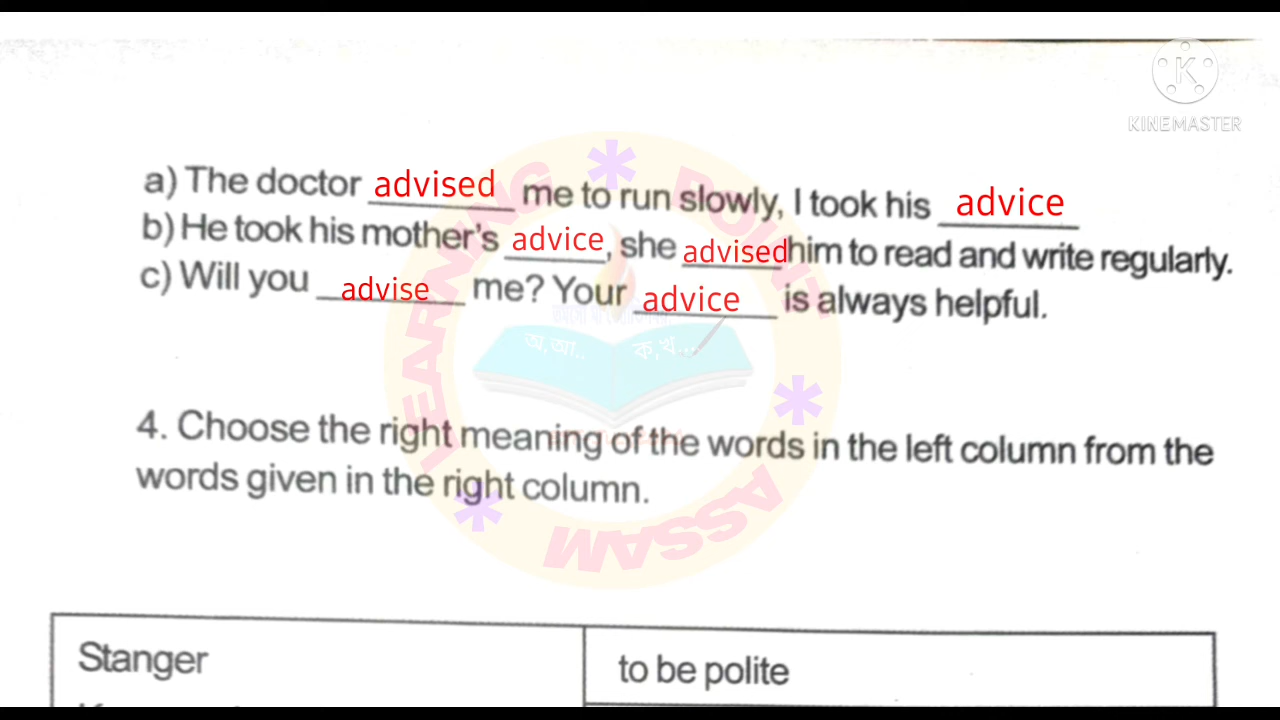 K
KINEMASTER
a) The doctor advised me to run slowly, I took his advice
b) He took his mother's advice, she advised him to read and write regularly.
c) Will you advise me? Your advice is always helpful.
LEARNING POINT ASSAM
অ,আ.. ক,খ...
4. Choose the right meaning of the words in the left column from the
words given in the right column.
Stanger to be polite